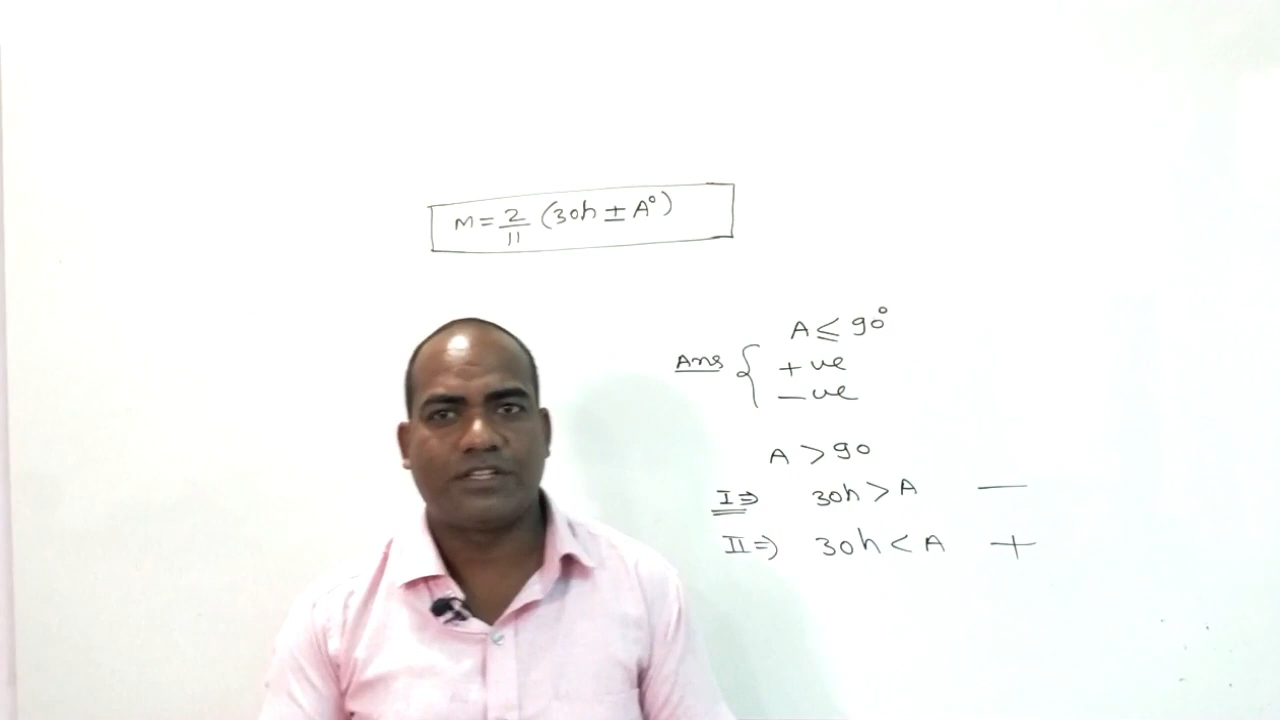 M = 2/11 (30h ± A°)
A ≤ 90°
Ans { + ve
- ve
A > 90
I ⇒ 30h > A —
II ⇒) 30h < A +